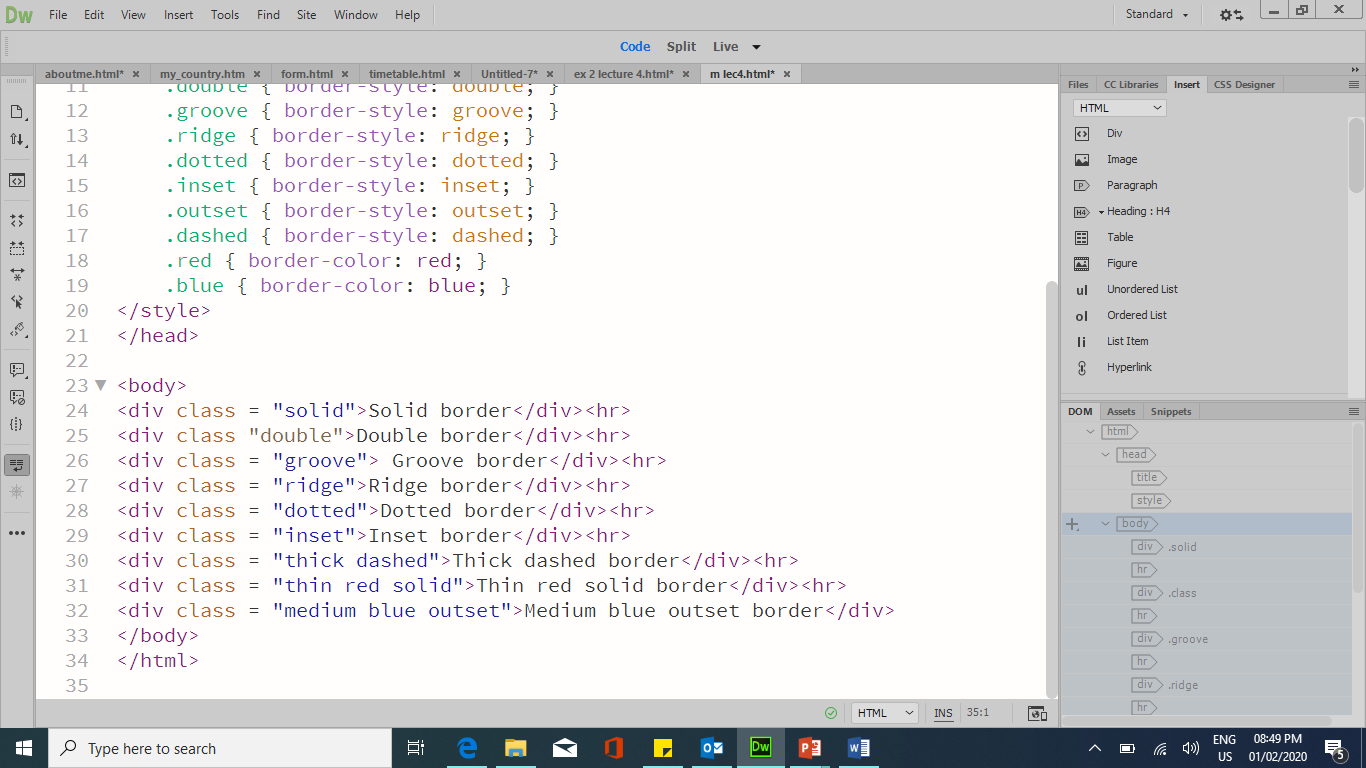 Dw File Edit View Insert Tools Find Site Window Help Standard
Code Split Live
aboutme.html* × my_country.htm × form.html × timetable.html × Untitled-7* × ex 2 lecture 4.html* × m lec4.html* ×
11 .double { border-style: double; }
12 .groove { border-style: groove; }
13 .ridge { border-style: ridge; }
14 .dotted { border-style: dotted; }
15 .inset { border-style: inset; }
16 .outset { border-style: outset; }
17 .dashed { border-style: dashed; }
18 .red { border-color: red; }
19 .blue { border-color: blue; }
20 </style>
21 </head>
22
23 <body>
24 <div class = "solid">Solid border</div><hr>
25 <div class "double">Double border</div><hr>
26 <div class = "groove"> Groove border</div><hr>
27 <div class = "ridge">Ridge border</div><hr>
28 <div class = "dotted">Dotted border</div><hr>
29 <div class = "inset">Inset border</div><hr>
30 <div class = "thick dashed">Thick dashed border</div><hr>
31 <div class = "thin red solid">Thin red solid border</div><hr>
32 <div class = "medium blue outset">Medium blue outset border</div>
33 </body>
34 </html>
35
HTML INS 35:1
Files CC Libraries Insert CSS Designer
HTML
Div
Image
Paragraph
H4 Heading : H4
Table
Figure
ul Unordered List
ol Ordered List
li List Item
Hyperlink
DOM Assets Snippets
html
head
title
style
body
div .solid
hr
div .class
hr
div .groove
hr
div .ridge
hr
Type here to search
Dw
ENG
US
08:49 PM
01/02/2020
5